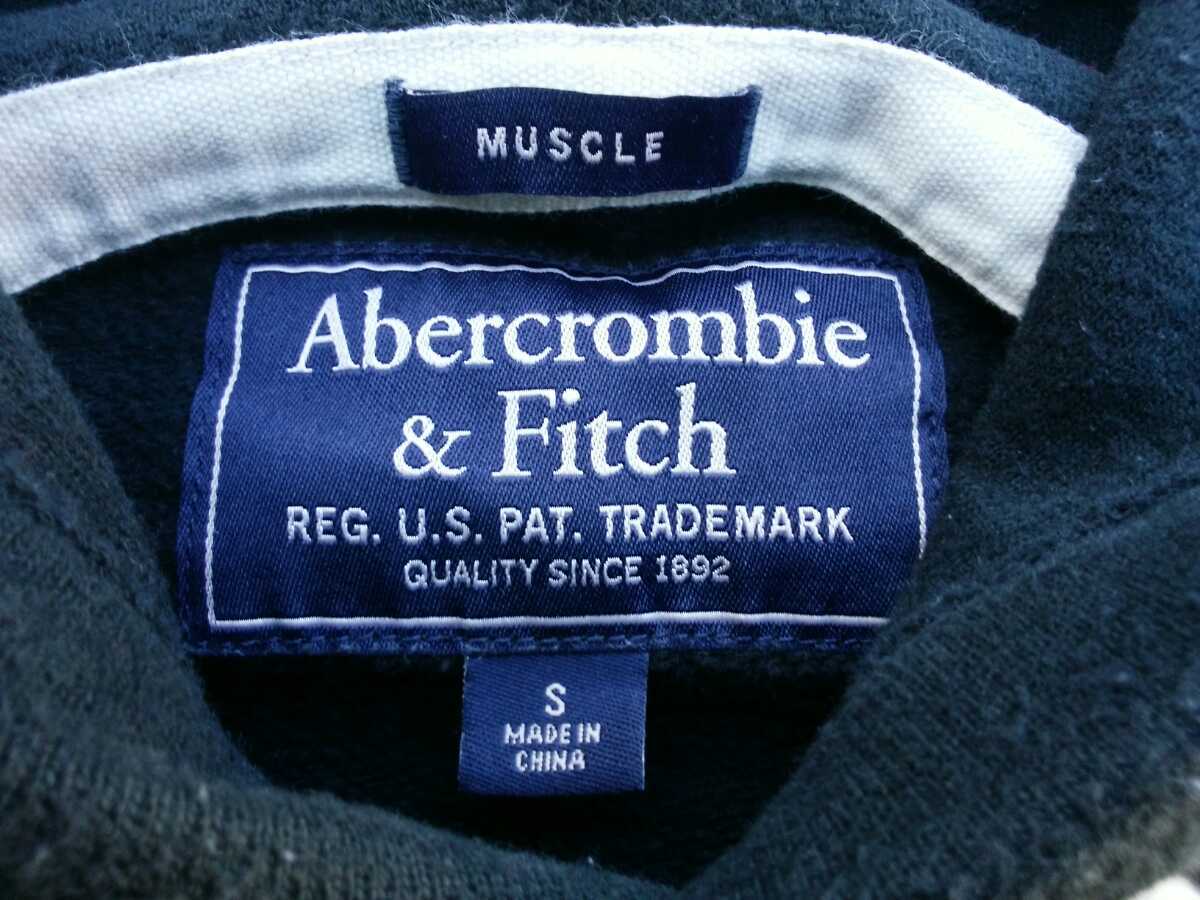 MUSCLE
Abercrombie
& Fitch
REG. U.S. PAT. TRADEMARK
QUALITY SINCE 1892
S
MADE IN
CHINA